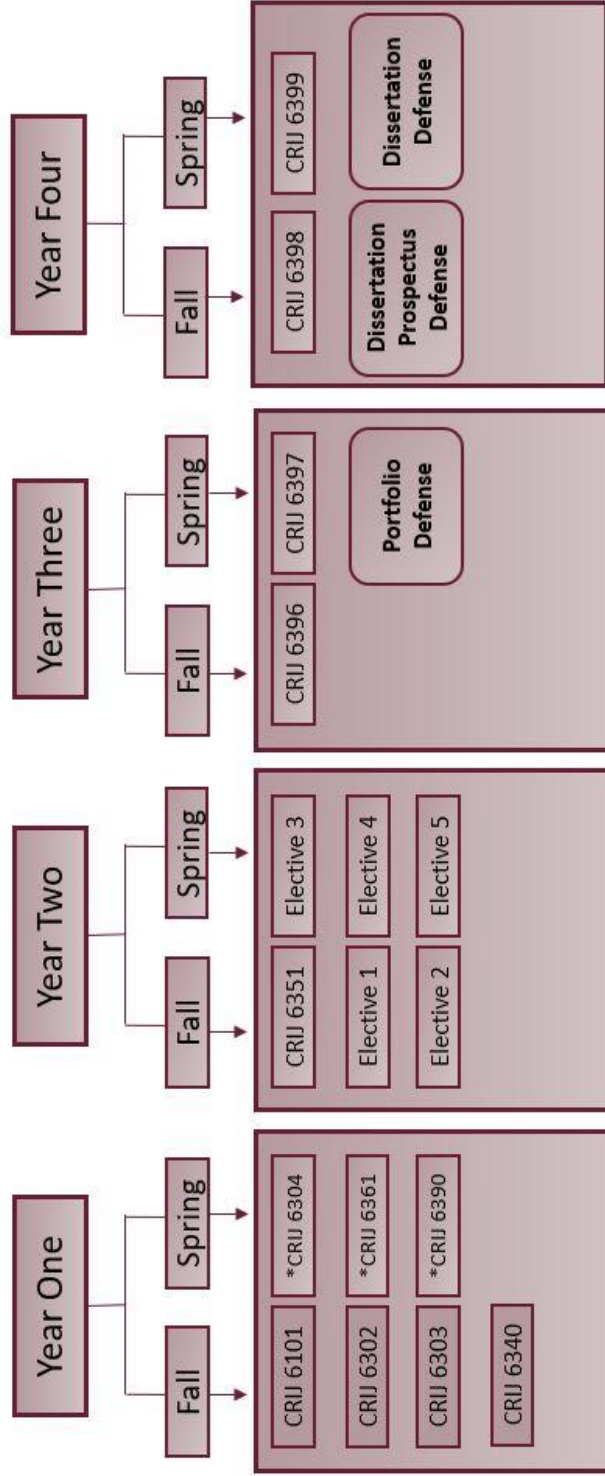 Year One
Fall
Spring
CRIJ 6101
*CRIJ 6304
CRIJ 6302
*CRIJ 6361
CRIJ 6303
*CRIJ 6390
CRIJ 6340
Year Two
Fall
Spring
CRIJ 6351
Elective 3
Elective 1
Elective 4
Elective 2
Elective 5
Year Three
Fall
Spring
CRIJ 6396
CRIJ 6397
Portfolio
Defense
Year Four
Fall
Spring
CRIJ 6398
CRIJ 6399
Dissertation
Prospectus
Defense
Dissertation
Defense